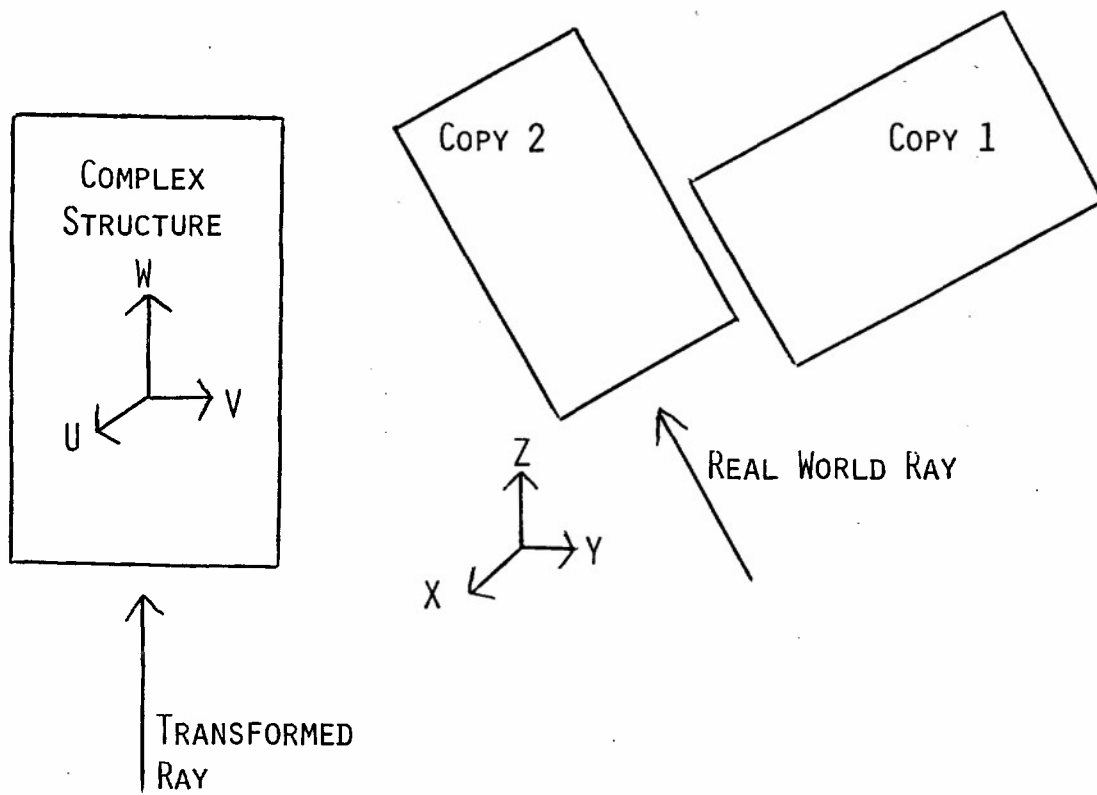 COMPLEX
STRUCTURE
W
V
U
COPY 2
COPY 1
Z
Y
X
REAL WORLD RAY
TRANSFORMED
RAY